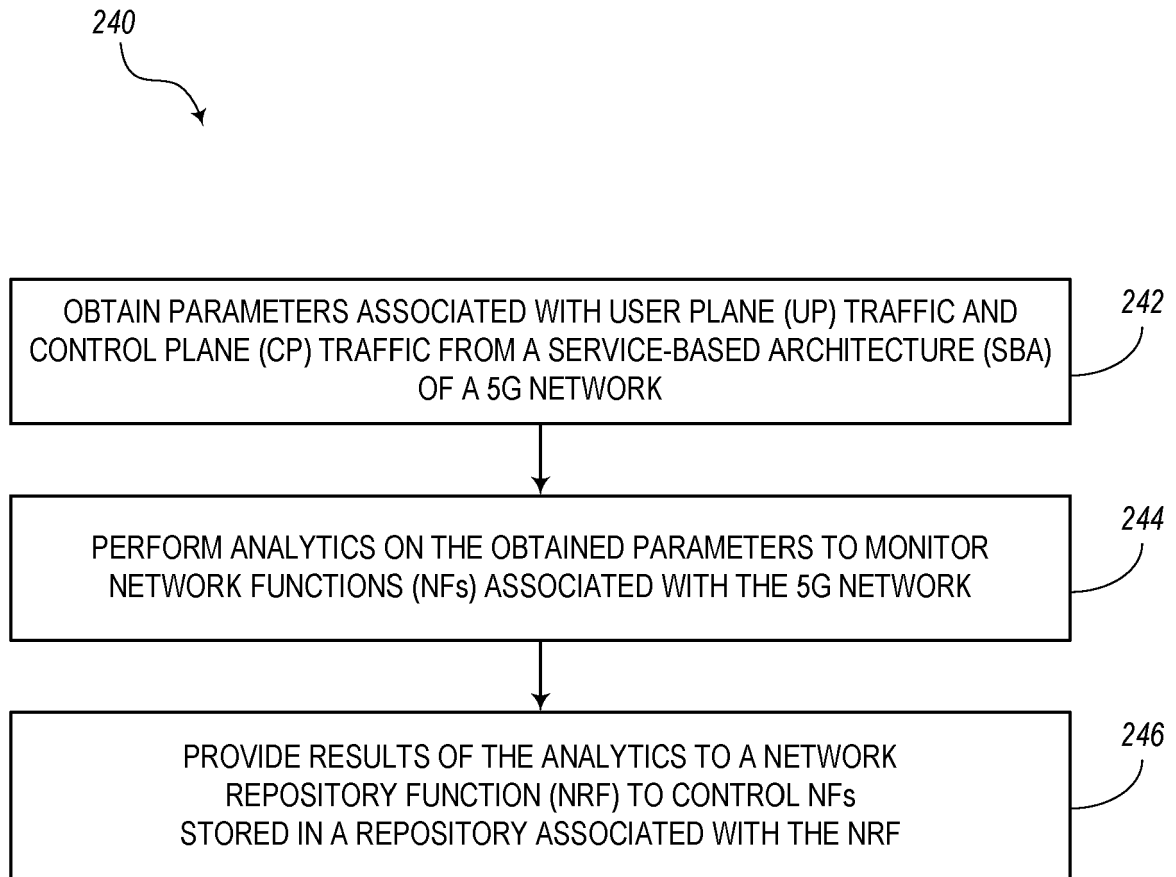 240
OBTAIN PARAMETERS ASSOCIATED WITH USER PLANE (UP) TRAFFIC AND
CONTROL PLANE (CP) TRAFFIC FROM A SERVICE-BASED ARCHITECTURE (SBA)
OF A 5G NETWORK
242
PERFORM ANALYTICS ON THE OBTAINED PARAMETERS TO MONITOR
NETWORK FUNCTIONS (NFs) ASSOCIATED WITH THE 5G NETWORK
244
PROVIDE RESULTS OF THE ANALYTICS TO A NETWORK
REPOSITORY FUNCTION (NRF) TO CONTROL NFs
STORED IN A REPOSITORY ASSOCIATED WITH THE NRF
246